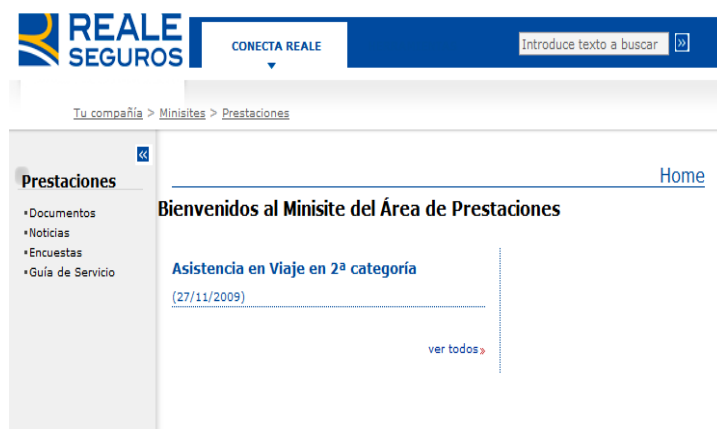 REALE
SEGUROS
CONECTA REALE
Introduce texto a buscar
Tu compañía > Minisites > Prestaciones
Prestaciones
Documentos
Noticias
Encuestas
Guía de Servicio
Home
Bienvenidos al Minisite del Área de Prestaciones
Asistencia en Viaje en 2ª categoría
(27/11/2009)
ver todos»